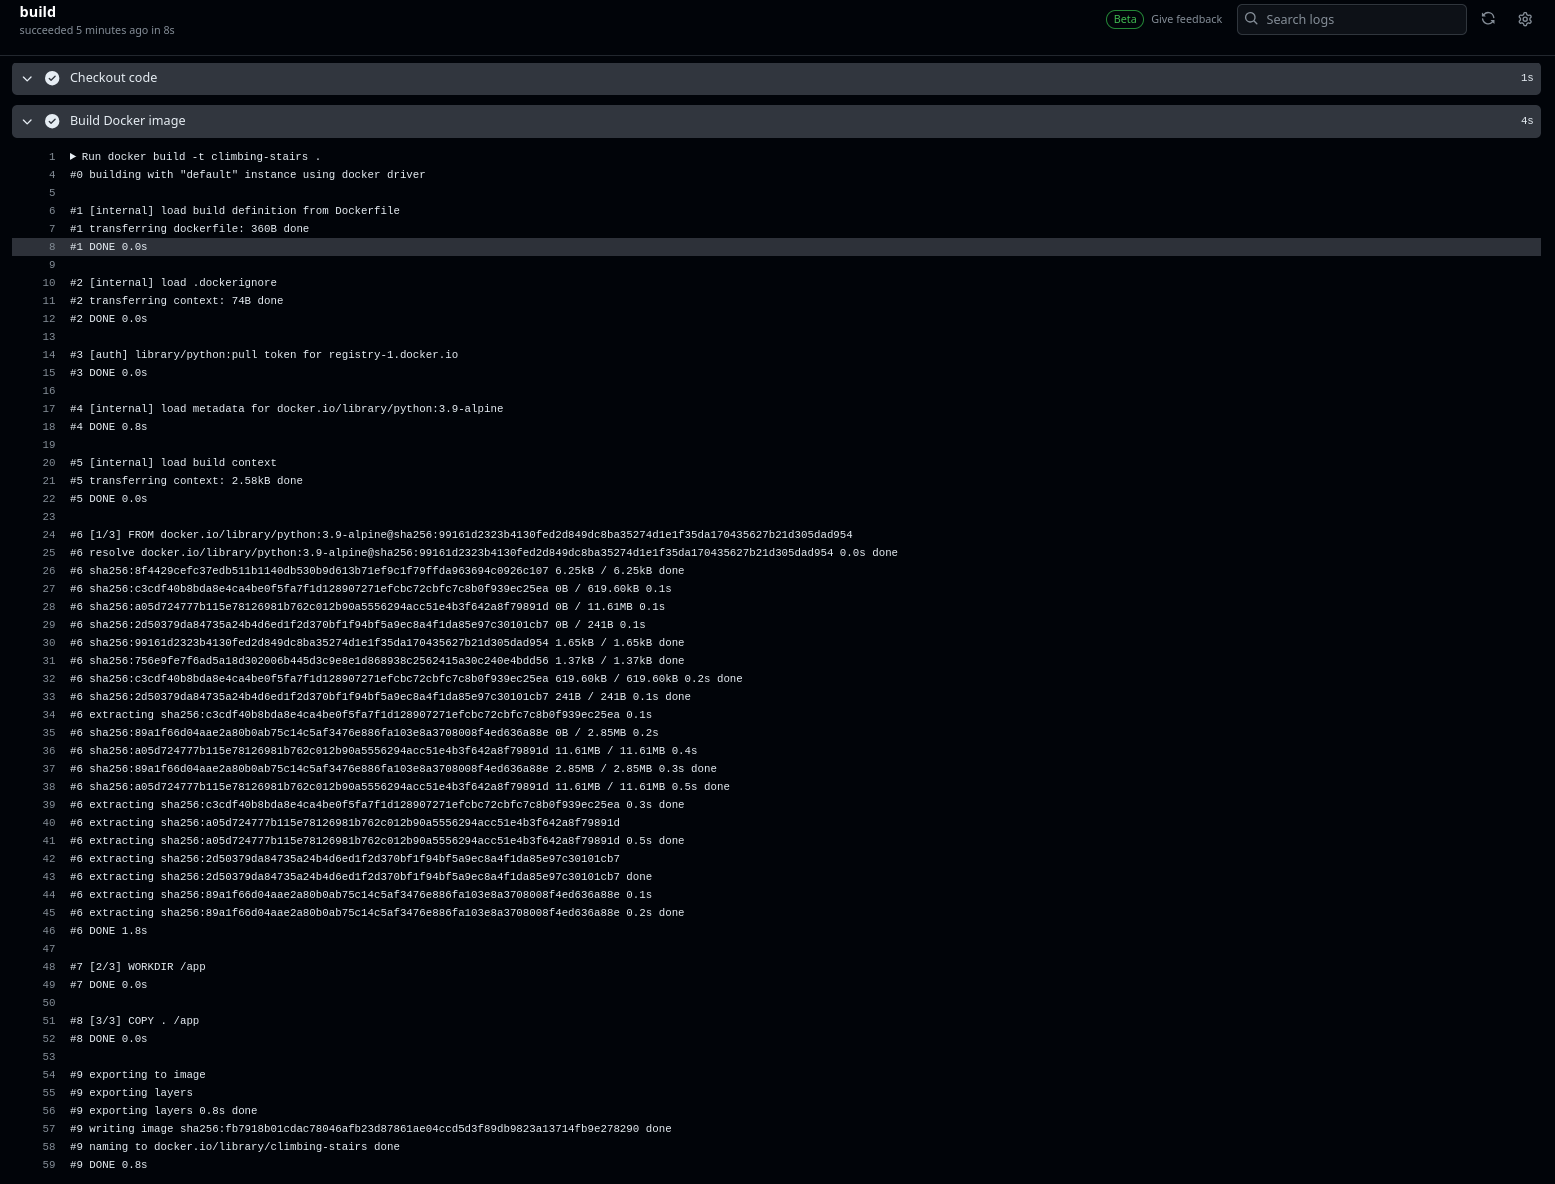 build
succeeded 5 minutes ago in 8s
Beta Give feedback Search logs
Checkout code 1s
Build Docker image 4s
1 Run docker build -t climbing-stairs .
4 #0 building with "default" instance using docker driver
5
6 #1 [internal] load build definition from Dockerfile
7 #1 transferring dockerfile: 360B done
8 #1 DONE 0.0s
9
10 #2 [internal] load .dockerignore
11 #2 transferring context: 74B done
12 #2 DONE 0.0s
13
14 #3 [auth] library/python:pull token for registry-1.docker.io
15 #3 DONE 0.0s
16
17 #4 [internal] load metadata for docker.io/library/python:3.9-alpine
18 #4 DONE 0.8s
19
20 #5 [internal] load build context
21 #5 transferring context: 2.58kB done
22 #5 DONE 0.0s
23
24 #6 [1/3] FROM docker.io/library/python:3.9-alpine@sha256:99161d2323b4130fed2d849dc8ba35274d1e1f35da170435627b21d305dad954
25 #6 resolve docker.io/library/python:3.9-alpine@sha256:99161d2323b4130fed2d849dc8ba35274d1e1f35da170435627b21d305dad954 0.0s done
26 #6 sha256:8f4429cefc37edb511b1140db530b9d613b71ef9c1f79ffda963694c0926c107 6.25kB / 6.25kB done
27 #6 sha256:c3cdf40b8bda8e4ca4be0f5fa7f1d128907271efcbc72cbfc7c8b0f939ec25ea 0B / 619.60kB 0.1s
28 #6 sha256:a05d724777b115e78126981b762c012b90a5556294acc51e4b3f642a8f79891d 0B / 11.61MB 0.1s
29 #6 sha256:2d50379da84735a24b4d6ed1f2d370bf1f94bf5a9ec8a4f1da85e97c30101cb7 0B / 241B 0.1s
30 #6 sha256:99161d2323b4130fed2d849dc8ba35274d1e1f35da170435627b21d305dad954 1.65kB / 1.65kB done
31 #6 sha256:756e9fe7f6ad5a18d302006b445d3c9e8e1d868938c2562415a30c240e4bdd56 1.37kB / 1.37kB done
32 #6 sha256:c3cdf40b8bda8e4ca4be0f5fa7f1d128907271efcbc72cbfc7c8b0f939ec25ea 619.60kB / 619.60kB 0.2s done
33 #6 sha256:2d50379da84735a24b4d6ed1f2d370bf1f94bf5a9ec8a4f1da85e97c30101cb7 241B / 241B 0.1s done
34 #6 extracting sha256:c3cdf40b8bda8e4ca4be0f5fa7f1d128907271efcbc72cbfc7c8b0f939ec25ea 0.1s
35 #6 sha256:89a1f66d04aae2a80b0ab75c14c5af3476e886fa103e8a3708008f4ed636a88e 0B / 2.85MB 0.2s
36 #6 sha256:a05d724777b115e78126981b762c012b90a5556294acc51e4b3f642a8f79891d 11.61MB / 11.61MB 0.4s
37 #6 sha256:89a1f66d04aae2a80b0ab75c14c5af3476e886fa103e8a3708008f4ed636a88e 2.85MB / 2.85MB 0.3s done
38 #6 sha256:a05d724777b115e78126981b762c012b90a5556294acc51e4b3f642a8f79891d 11.61MB / 11.61MB 0.5s done
39 #6 extracting sha256:c3cdf40b8bda8e4ca4be0f5fa7f1d128907271efcbc72cbfc7c8b0f939ec25ea 0.3s done
40 #6 extracting sha256:a05d724777b115e78126981b762c012b90a5556294acc51e4b3f642a8f79891d
41 #6 extracting sha256:a05d724777b115e78126981b762c012b90a5556294acc51e4b3f642a8f79891d 0.5s done
42 #6 extracting sha256:2d50379da84735a24b4d6ed1f2d370bf1f94bf5a9ec8a4f1da85e97c30101cb7
43 #6 extracting sha256:2d50379da84735a24b4d6ed1f2d370bf1f94bf5a9ec8a4f1da85e97c30101cb7 done
44 #6 extracting sha256:89a1f66d04aae2a80b0ab75c14c5af3476e886fa103e8a3708008f4ed636a88e 0.1s
45 #6 extracting sha256:89a1f66d04aae2a80b0ab75c14c5af3476e886fa103e8a3708008f4ed636a88e 0.2s done
46 #6 DONE 1.8s
47
48 #7 [2/3] WORKDIR /app
49 #7 DONE 0.0s
50
51 #8 [3/3] COPY . /app
52 #8 DONE 0.0s
53
54 #9 exporting to image
55 #9 exporting layers
56 #9 exporting layers 0.8s done
57 #9 writing image sha256:fb7918b01cdac78046afb23d87861ae04ccd5d3f89db9823a13714fb9e278290 done
58 #9 naming to docker.io/library/climbing-stairs done
59 #9 DONE 0.8s